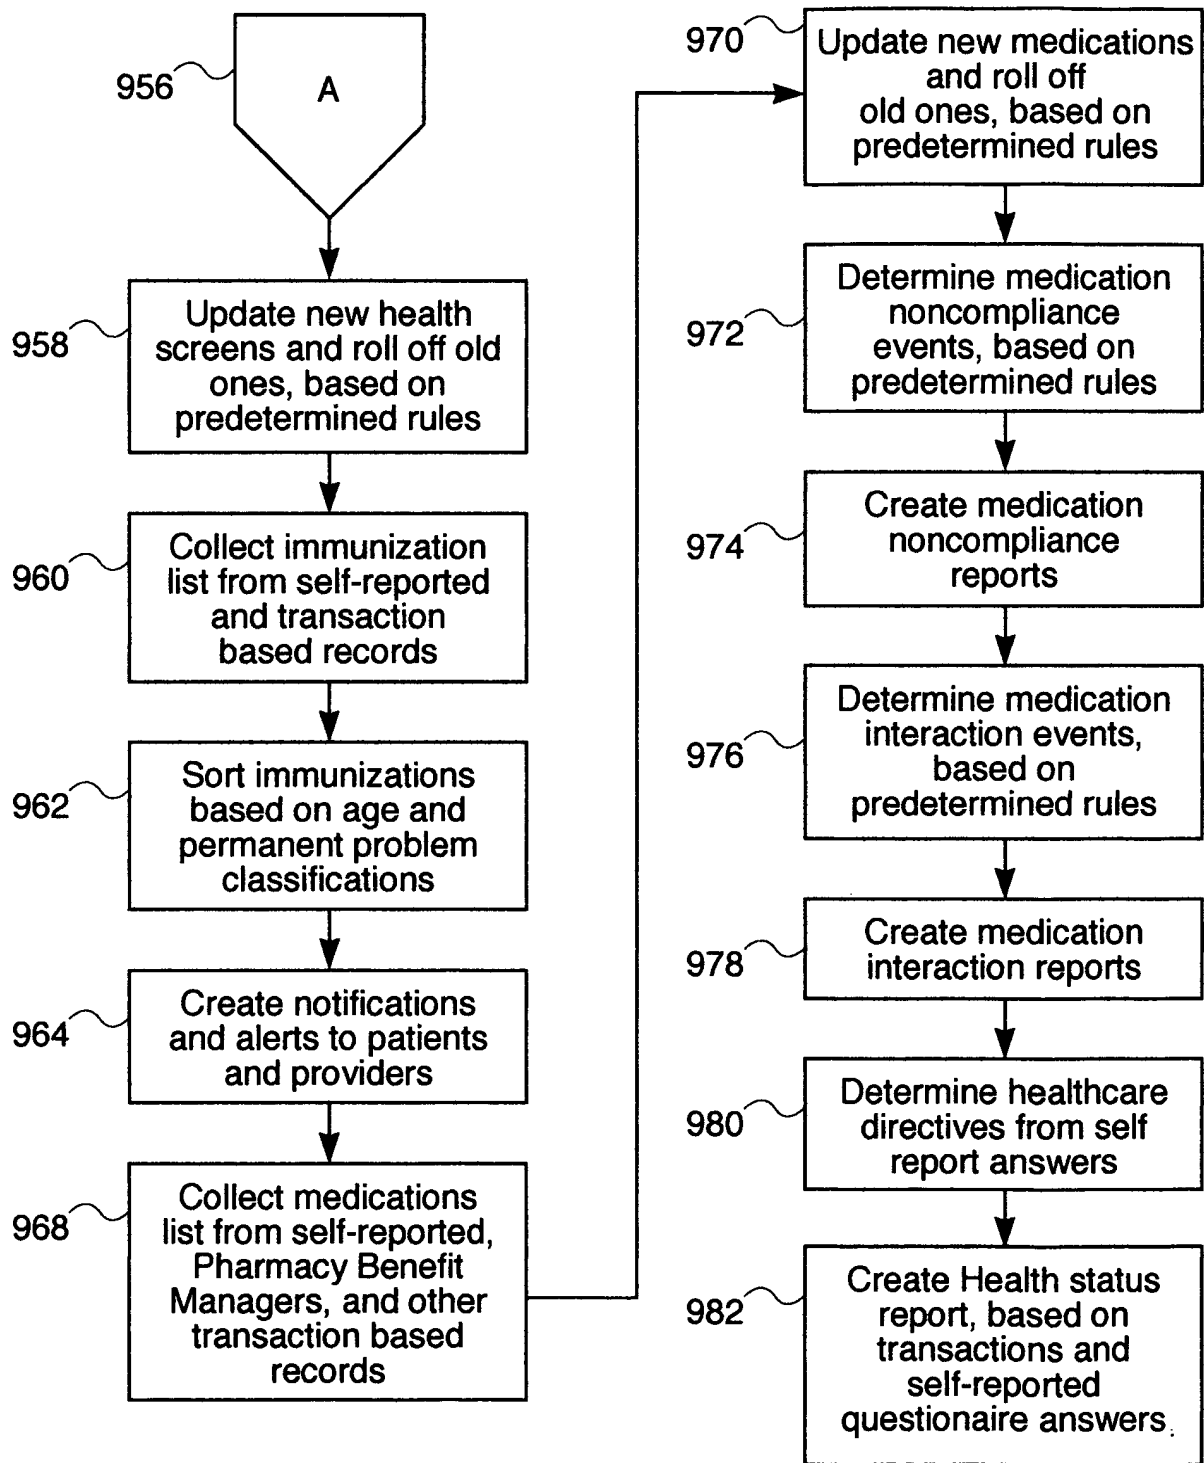 956
A
958
Update new health
screens and roll off old
ones, based on
predetermined rules
960
Collect immunization
list from self-reported
and transaction
based records
962
Sort immunizations
based on age and
permanent problem
classifications
964
Create notifications
and alerts to patients
and providers
968
Collect medications
list from self-reported,
Pharmacy Benefit
Managers, and other
transaction based
records
970
Update new medications
and roll off
old ones, based on
predetermined rules
972
Determine medication
noncompliance
events, based on
predetermined rules
974
Create medication
noncompliance
reports
976
Determine medication
interaction events,
based on
predetermined rules
978
Create medication
interaction reports
980
Determine healthcare
directives from self
report answers
982
Create Health status
report, based on
transactions and
self-reported
questionaire answers.